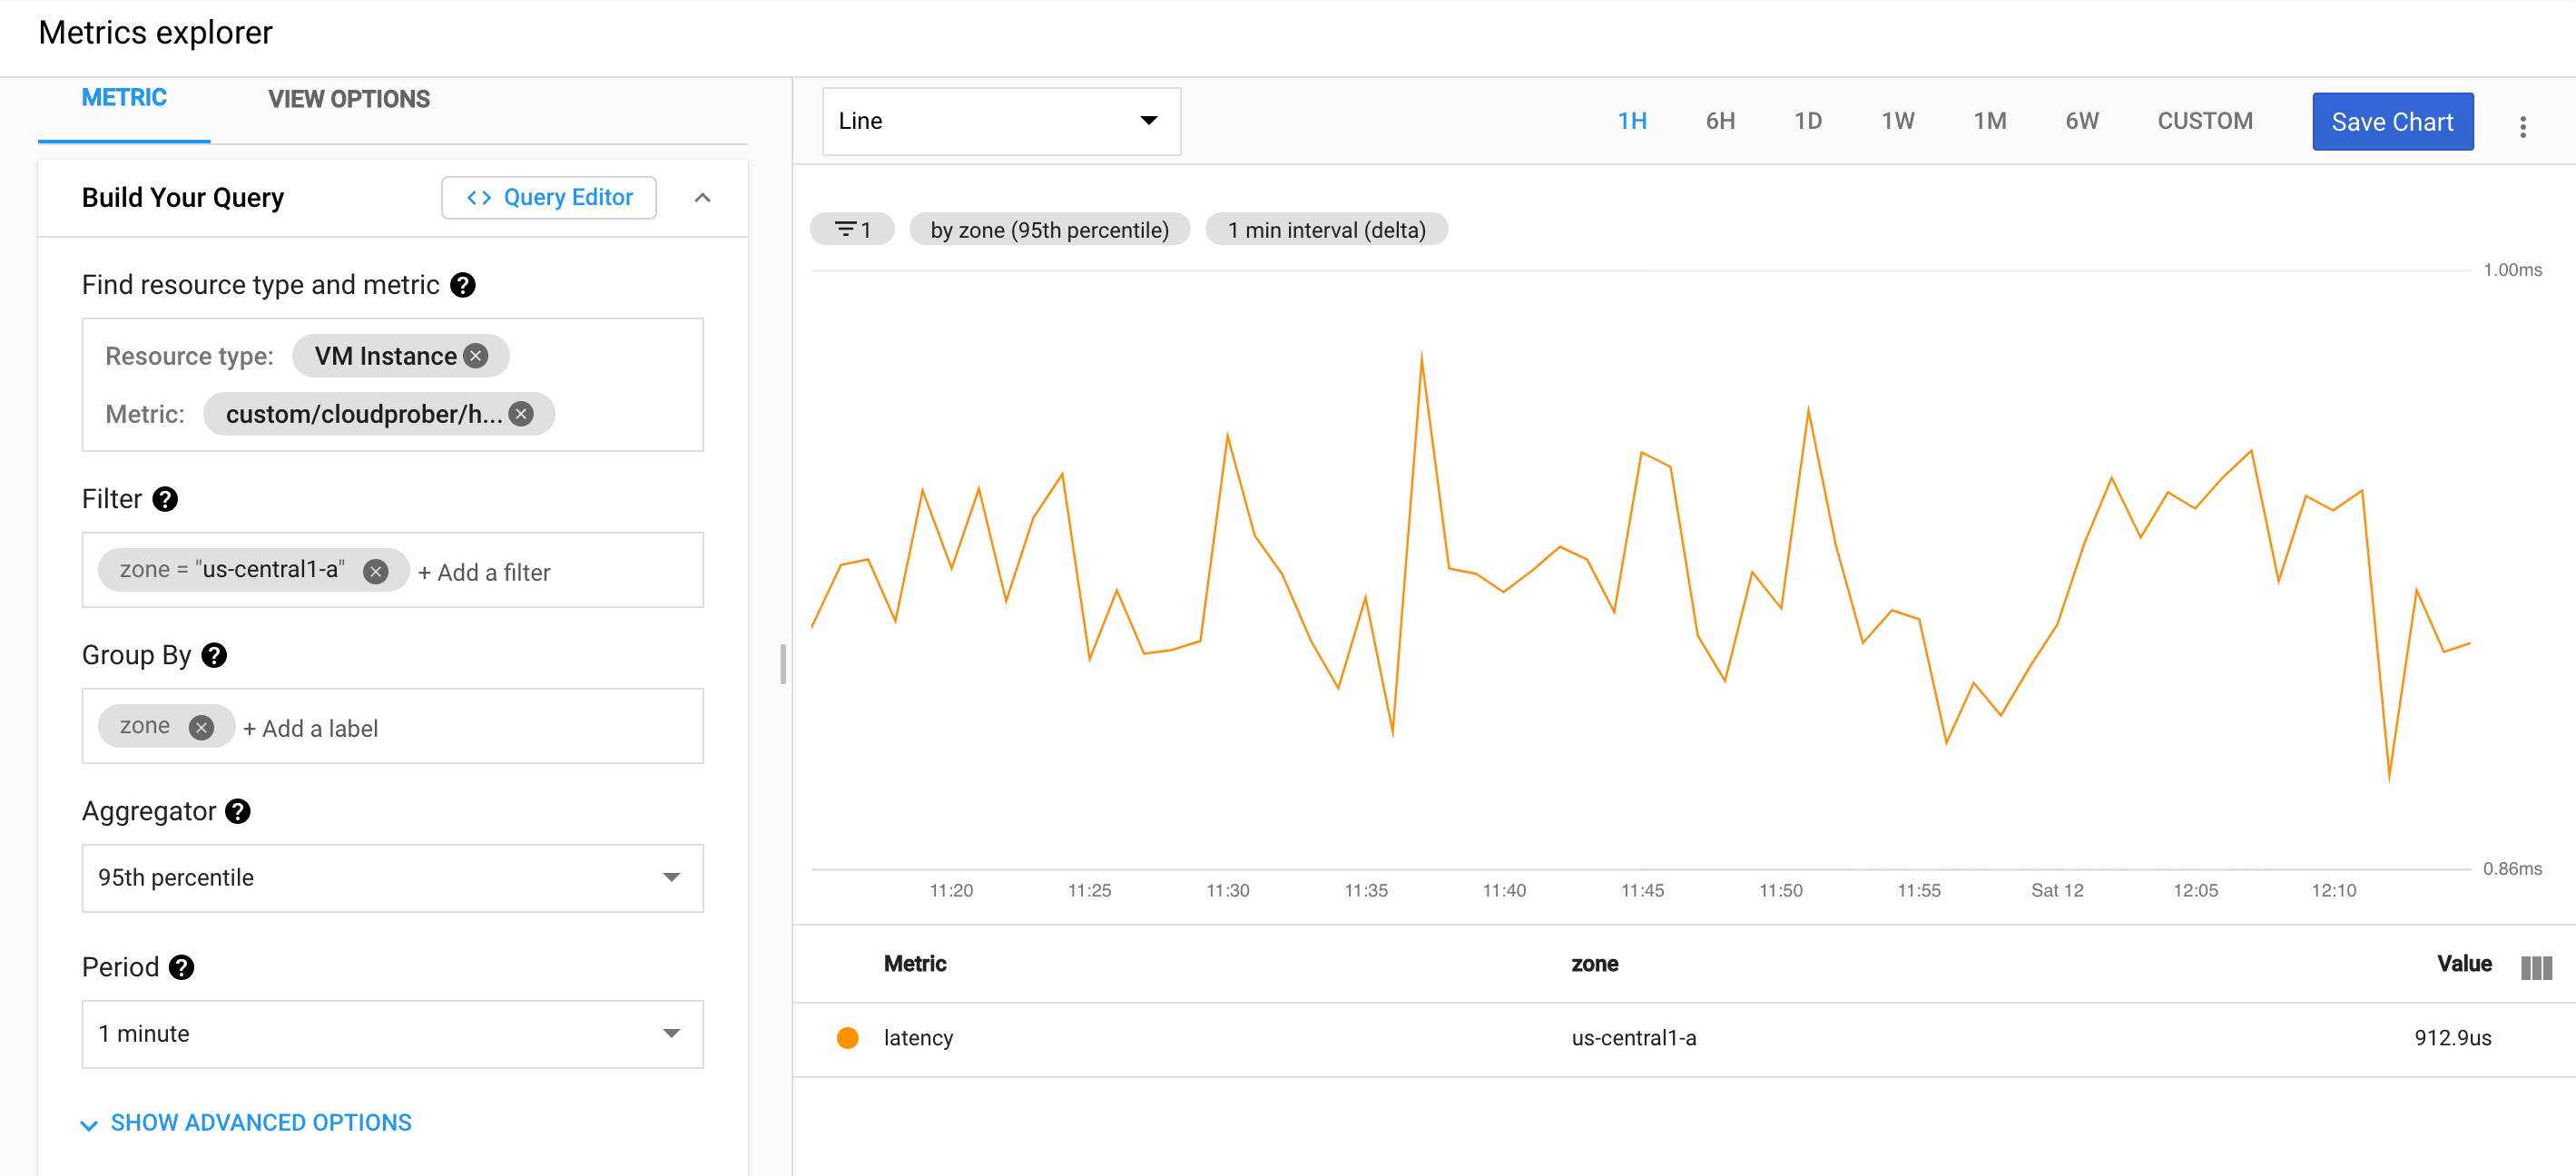 Metrics explorer
METRIC VIEW OPTIONS
Build Your Query
<> Query Editor
Find resource type and metric ?
Resource type: VM Instance
Metric: custom/cloudprober/h...
Filter ?
zone = "us-central1-a" + Add a filter
Group By ?
zone + Add a label
Aggregator ?
95th percentile
Period ?
1 minute
SHOW ADVANCED OPTIONS
Line
1H 6H 1D 1W 1M 6W CUSTOM Save Chart
1 by zone (95th percentile) 1 min interval (delta)
1.00ms
0.86ms
11:20 11:25 11:30 11:35 11:40 11:45 11:50 11:55 Sat 12 12:05 12:10
Metric zone Value
latency us-central1-a 912.9us